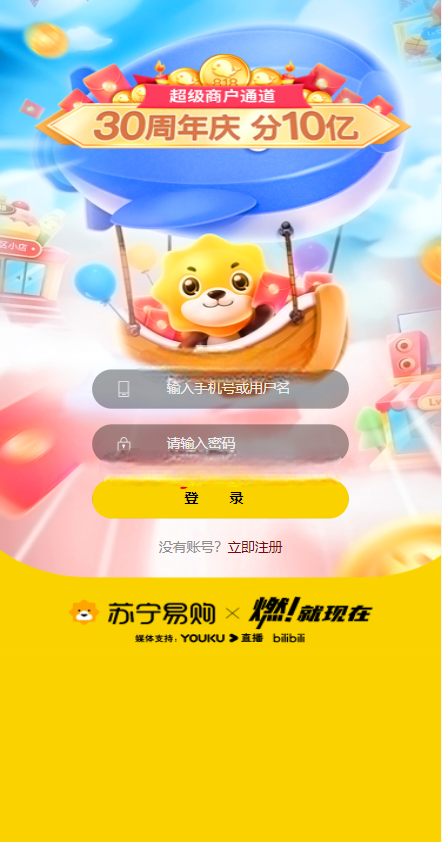 818
超级商户通道
30周年庆 分10亿
区小店
Lv
输入手机号或用户名
请输入密码
登 录
没有账号？立即注册
苏宁易购 × 燃！就现在
媒体支持：YOUKU 直播 bilibili